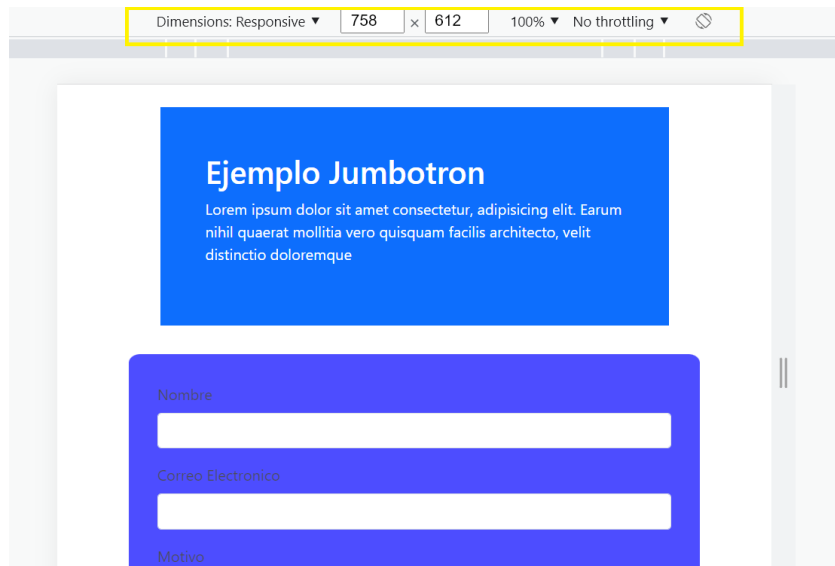 Dimensions: Responsive ▼ 758 × 612 100% ▼ No throttling ▼
Ejemplo Jumbotron
Lorem ipsum dolor sit amet consectetur, adipisicing elit. Earum
nihil quaerat mollitia vero quisquam facilis architecto, velit
distinctio doloremque
Nombre
Correo Electronico
Motivo